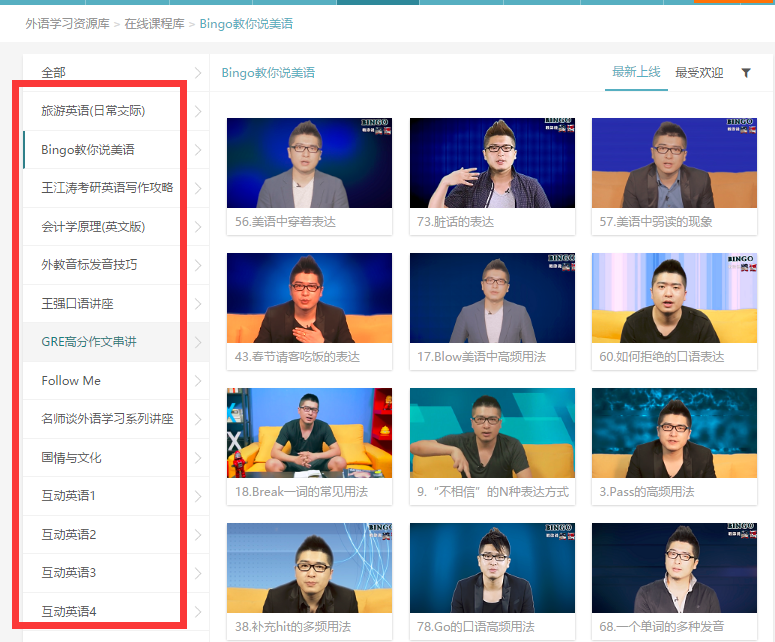 外语学习资源库 > 在线课程库 > Bingo教你说美语
全部
旅游英语(日常交际)
Bingo教你说美语
王江涛考研英语写作攻略
会计学原理(英文版)
外教音标发音技巧
王强口语讲座
GRE高分作文串讲
Follow Me
名师谈外语学习系列讲座
国情与文化
互动英语1
互动英语2
互动英语3
互动英语4
Bingo教你说美语
最新上线 最受欢迎
BINGO
BINGO
BINGO
56.美语中穿着表达
73.脏话的表达
57.美语中弱读的现象
BINGO
BINGO
43.春节请客吃饭的表达
17.Blow美语中高频用法
60.如何拒绝的口语表达
18.Break一词的常见用法
9.“不相信”的N种表达方式
3.Pass的高频用法
BINGO
BINGO
BINGO
38.补充hit的多频用法
78.Go的口语高频用法
68.一个单词的多种发音